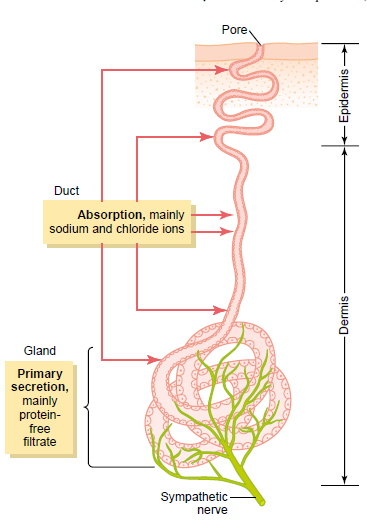 Pore
Epidermis
Duct
Absorption, mainly
sodium and chloride ions
Dermis
Gland
Primary
secretion,
mainly
protein-
free
filtrate
Sympathetic
nerve